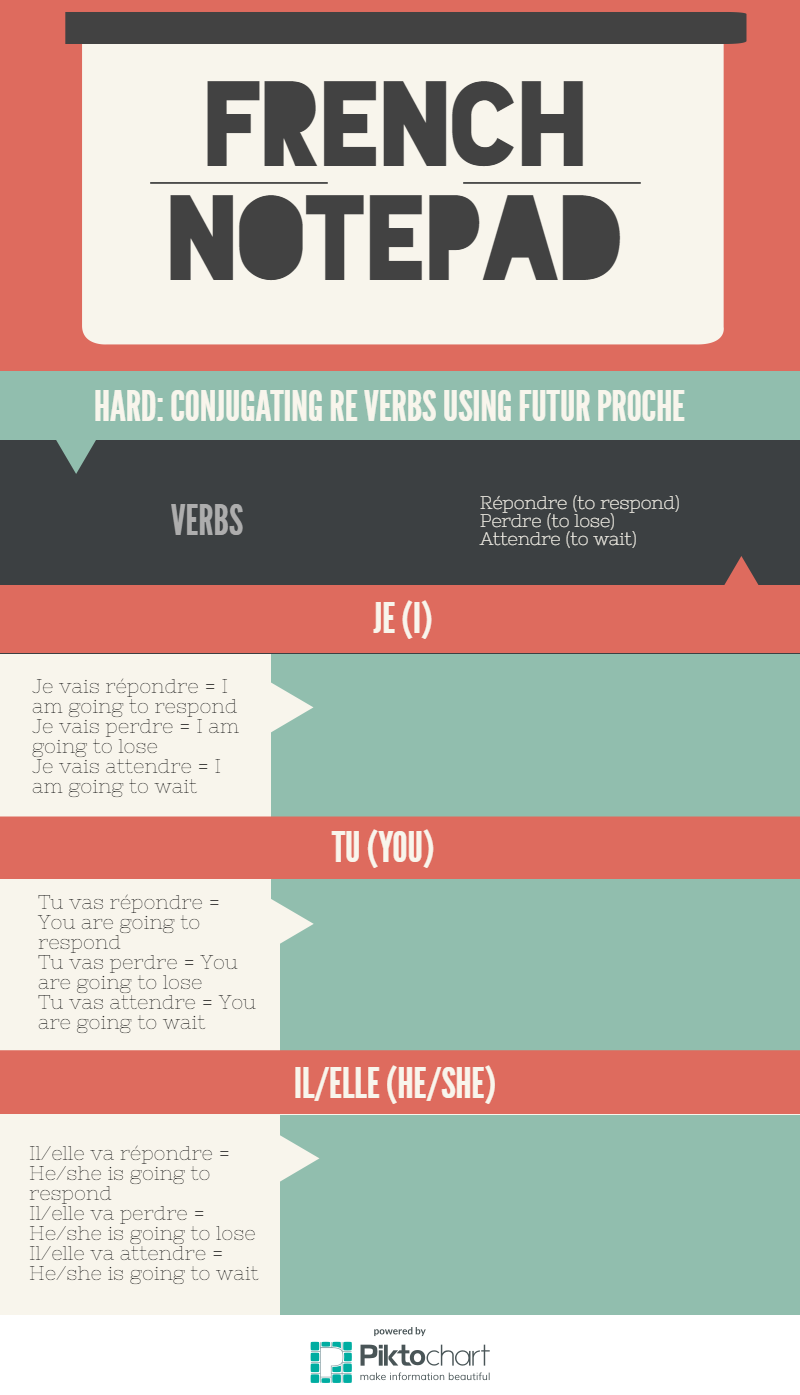 FRENCH
NOTEPAD
HARD: CONJUGATING RE VERBS USING FUTUR PROCHE
VERBS
Répondre (to respond)
Perdre (to lose)
Attendre (to wait)
JE (I)
Je vais répondre = I
am going to respond
Je vais perdre = I am
going to lose
Je vais attendre = I
am going to wait
TU (YOU)
Tu vas répondre =
You are going to
respond
Tu vas perdre = You
are going to lose
Tu vas attendre = You
are going to wait
IL/ELLE (HE/SHE)
Il/elle va répondre =
He/she is going to
respond
Il/elle va perdre =
He/she is going to lose
Il/elle va attendre =
He/she is going to wait
powered by
Piktochart
make information beautiful